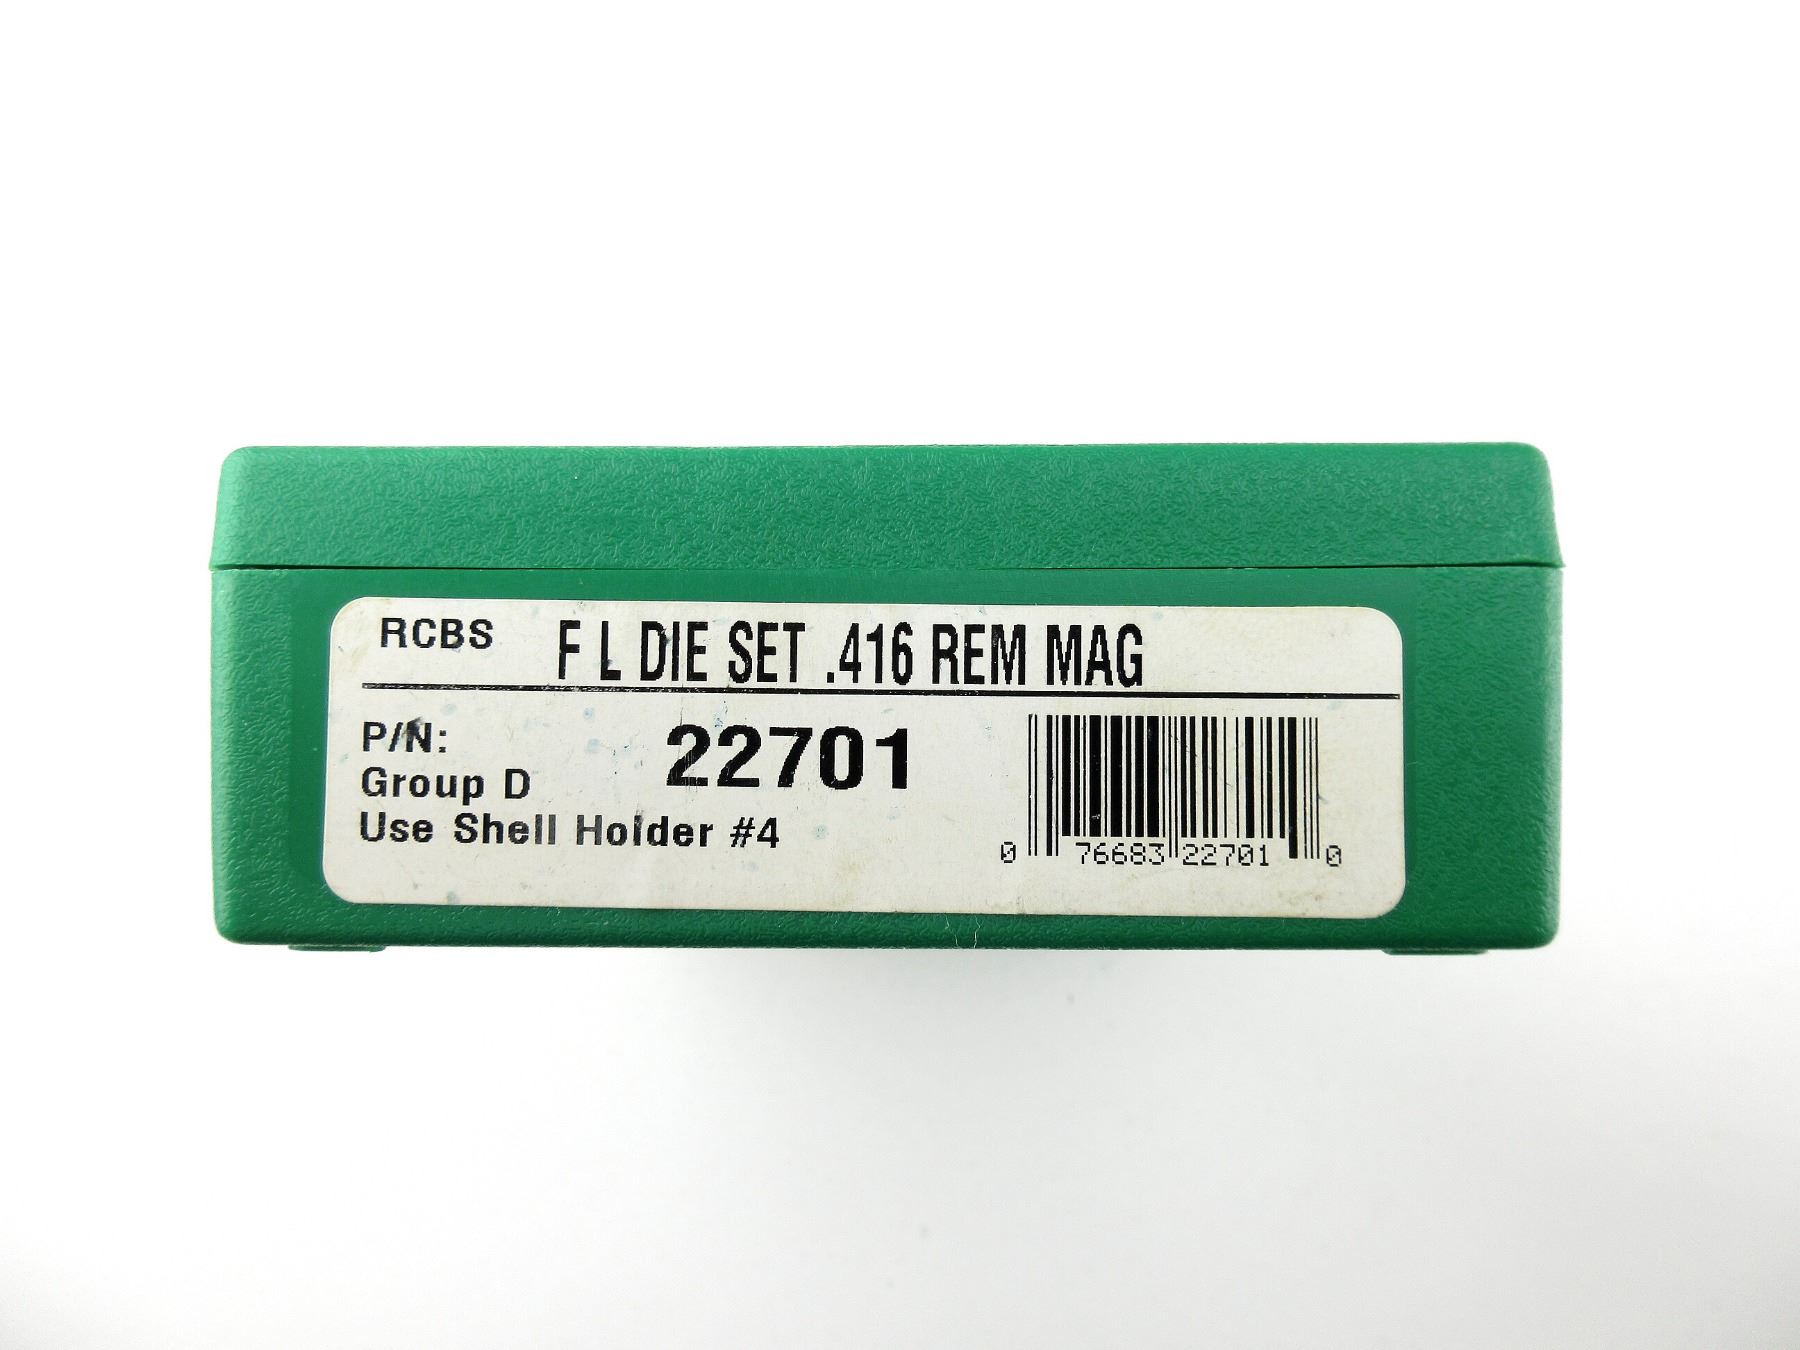 RCBS F L DIE SET .416 REM MAG
P/N: 22701
Group D
Use Shell Holder #4
0 76683 22701 0